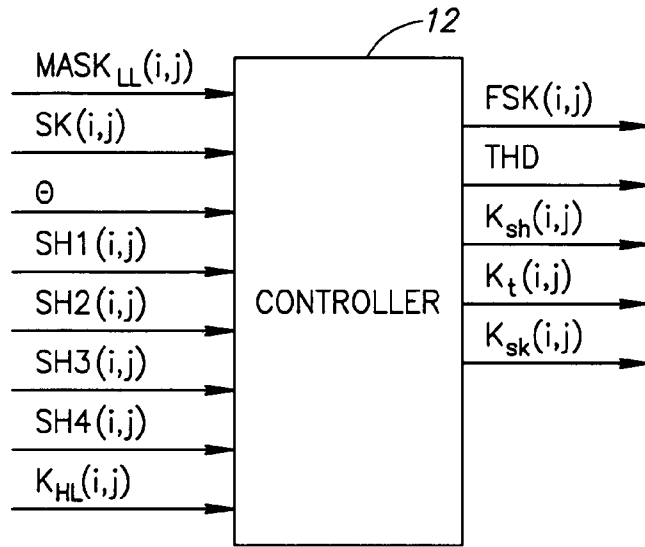 12
MASK_LL(i,j)
SK(i,j)
Θ
SH1(i,j)
SH2(i,j)
SH3(i,j)
SH4(i,j)
K_HL(i,j)
CONTROLLER
FSK(i,j)
THD
K_sh(i,j)
K_t(i,j)
K_sk(i,j)